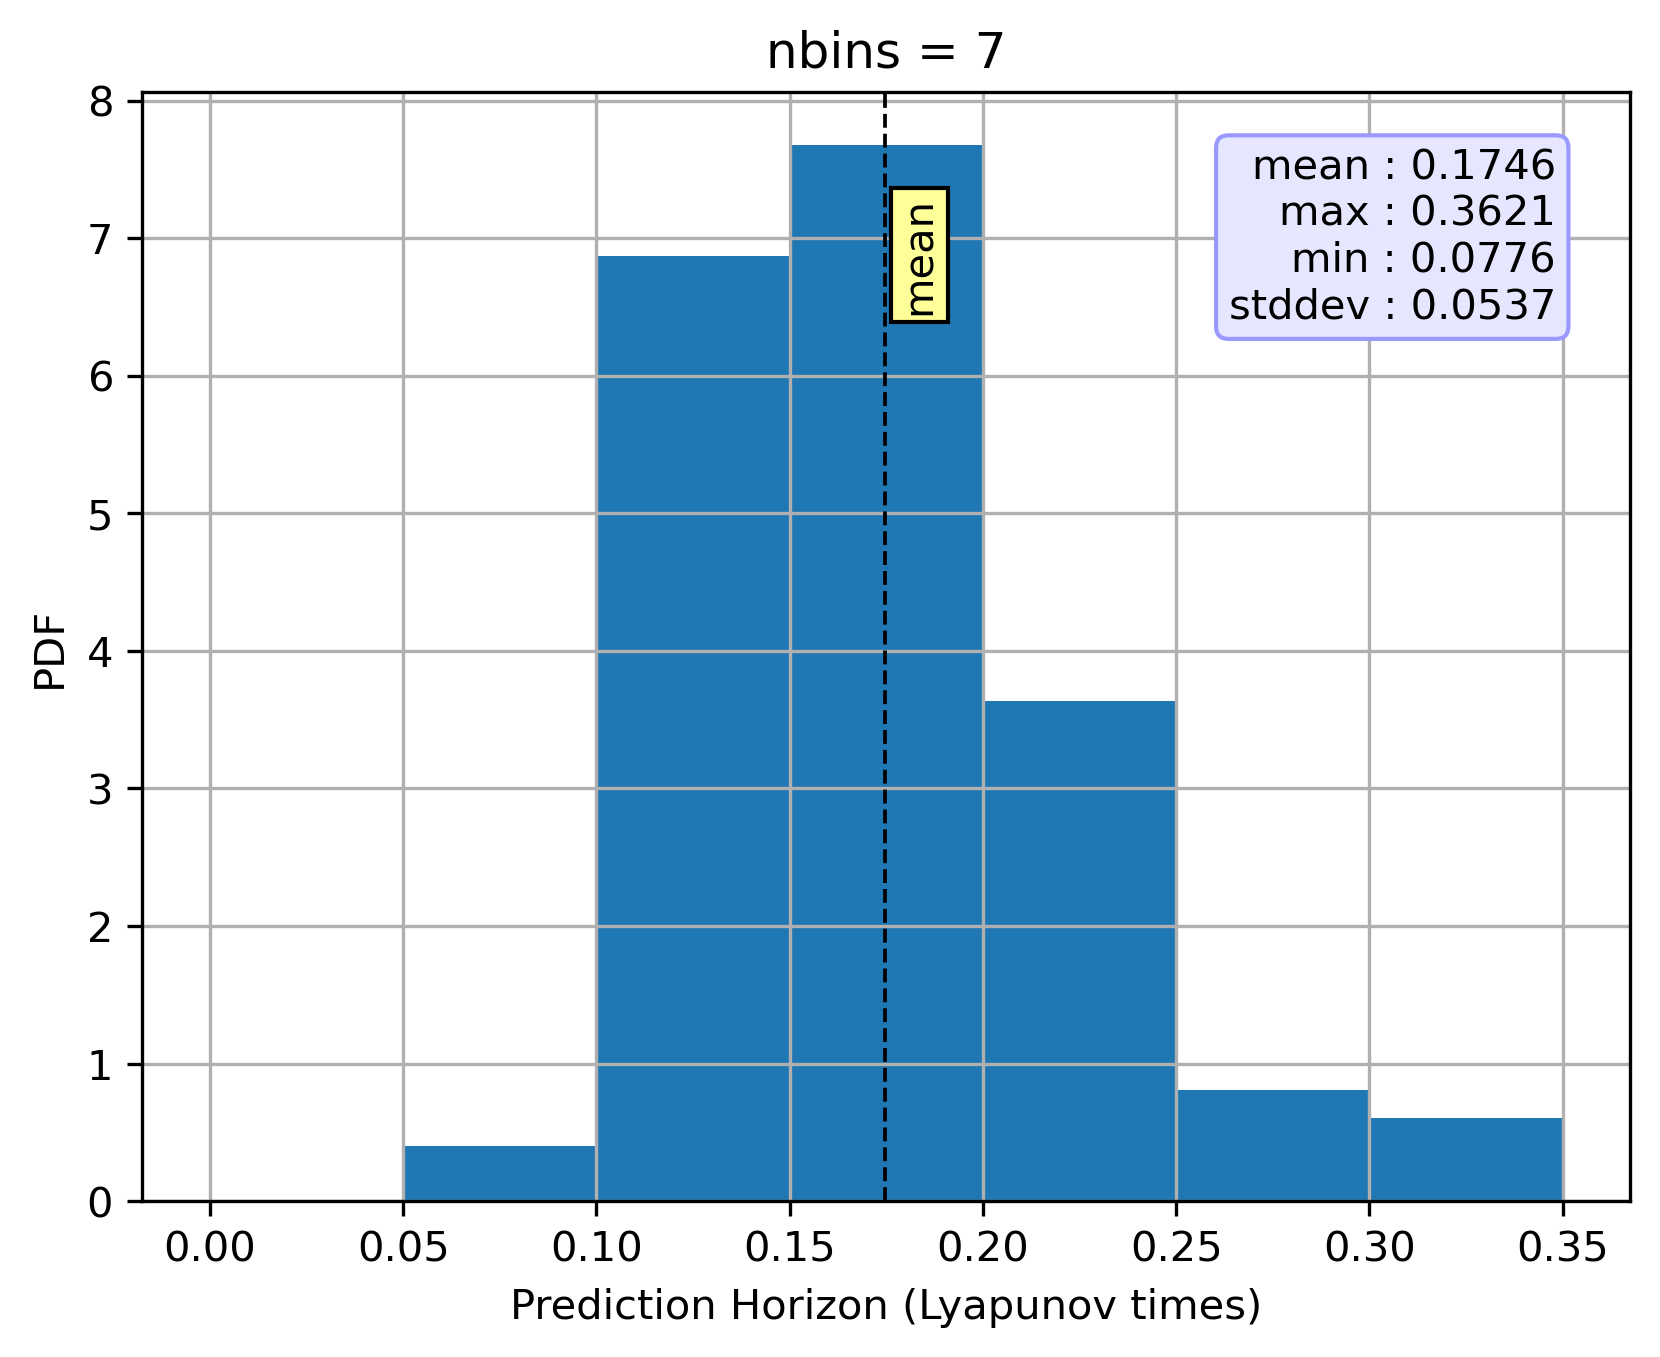 nbins = 7
8
7
6
5
4
3
2
1
0
PDF
mean
mean : 0.1746
max : 0.3621
min : 0.0776
stddev : 0.0537
0.00 0.05 0.10 0.15 0.20 0.25 0.30 0.35
Prediction Horizon (Lyapunov times)